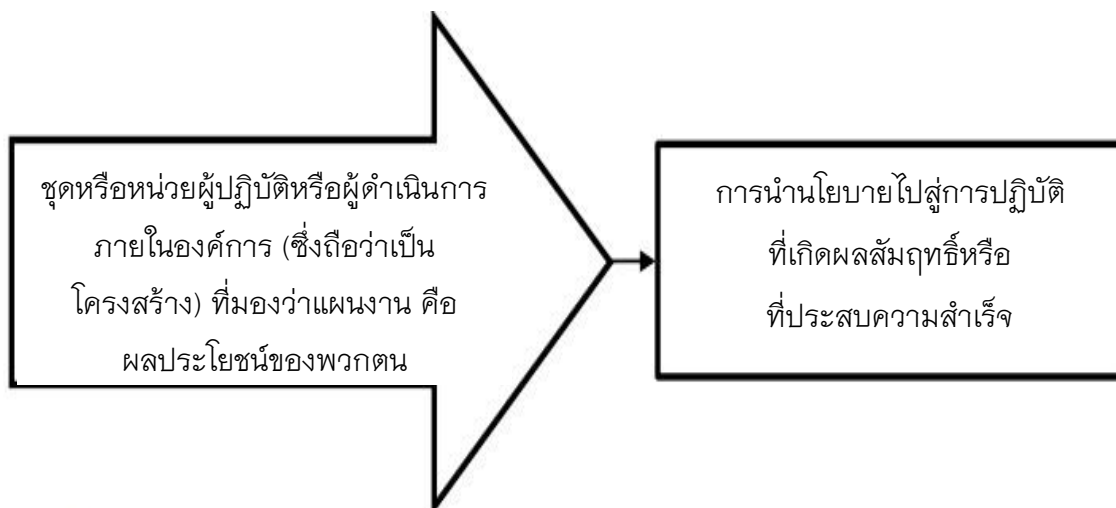 ชุดหรือหน่วยผู้ปฏิบัติหรือผู้ดำเนินการ
ภายในองค์การ (ซึ่งถือว่าเป็น
โครงสร้าง) ที่มองว่าแผนงาน คือ
ผลประโยชน์ของพวกตน
การนำนโยบายไปสู่การปฏิบัติ
ที่เกิดผลสัมฤทธิ์หรือ
ที่ประสบความสำเร็จ